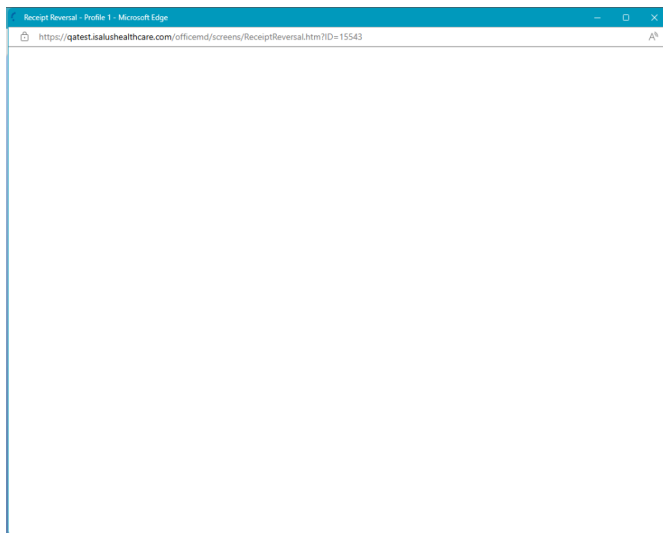 Receipt Reversal - Profile 1 - Microsoft Edge
https://qatest.isalushealthcare.com/officemd/screens/ReceiptReversal.htm?ID=15543